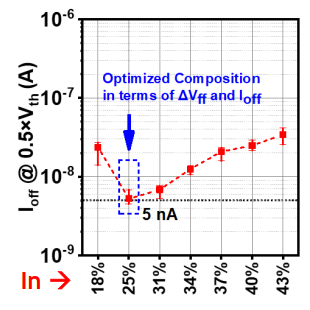 10⁻⁶
Optimized Composition
in terms of ΔVff and Ioff
10⁻⁷
Ioff @ 0.5×Vth (A)
10⁻⁸
5 nA
10⁻⁹
In → 18% 25% 31% 34% 37% 40% 43%